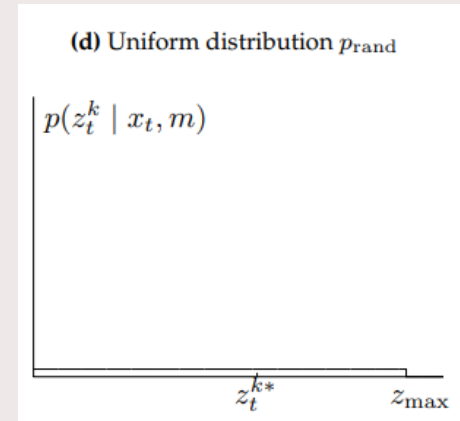 (d) Uniform distribution p_rand
p(z_t^k | x_t, m)
z_t^{k*} z_max